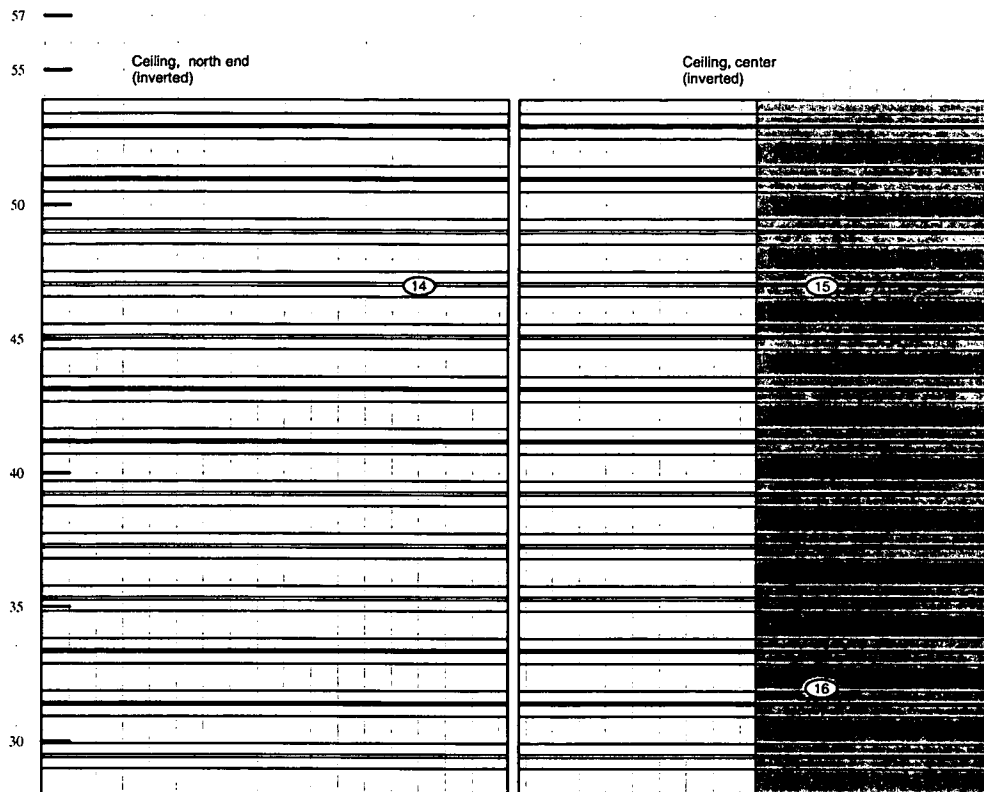 57
55
Ceiling, north end
(inverted)
Ceiling, center
(inverted)
50
14
15
45
40
35
16
30